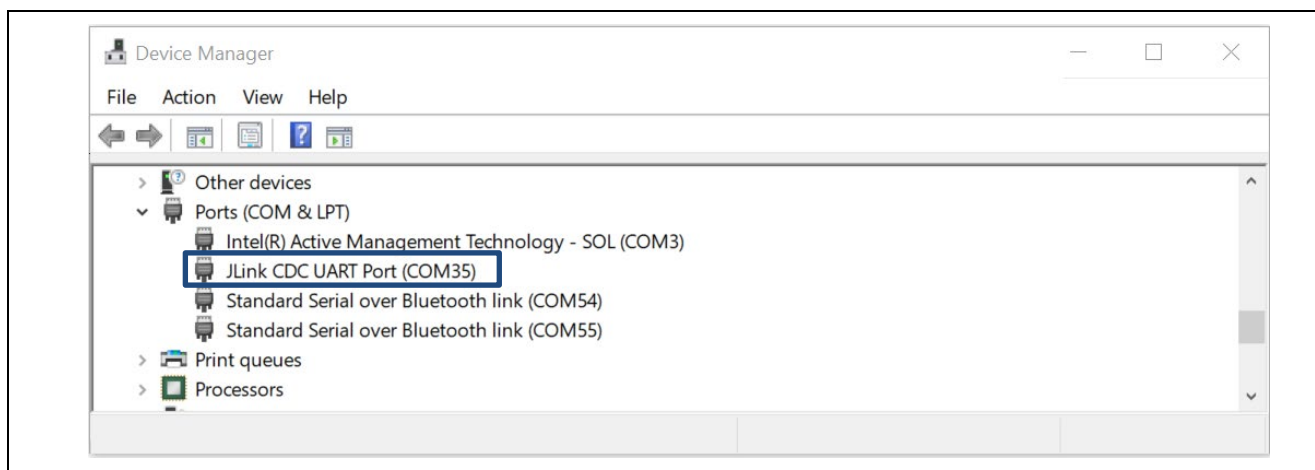 Device Manager
File Action View Help
Other devices
Ports (COM & LPT)
Intel(R) Active Management Technology - SOL (COM3)
JLink CDC UART Port (COM35)
Standard Serial over Bluetooth link (COM54)
Standard Serial over Bluetooth link (COM55)
Print queues
Processors